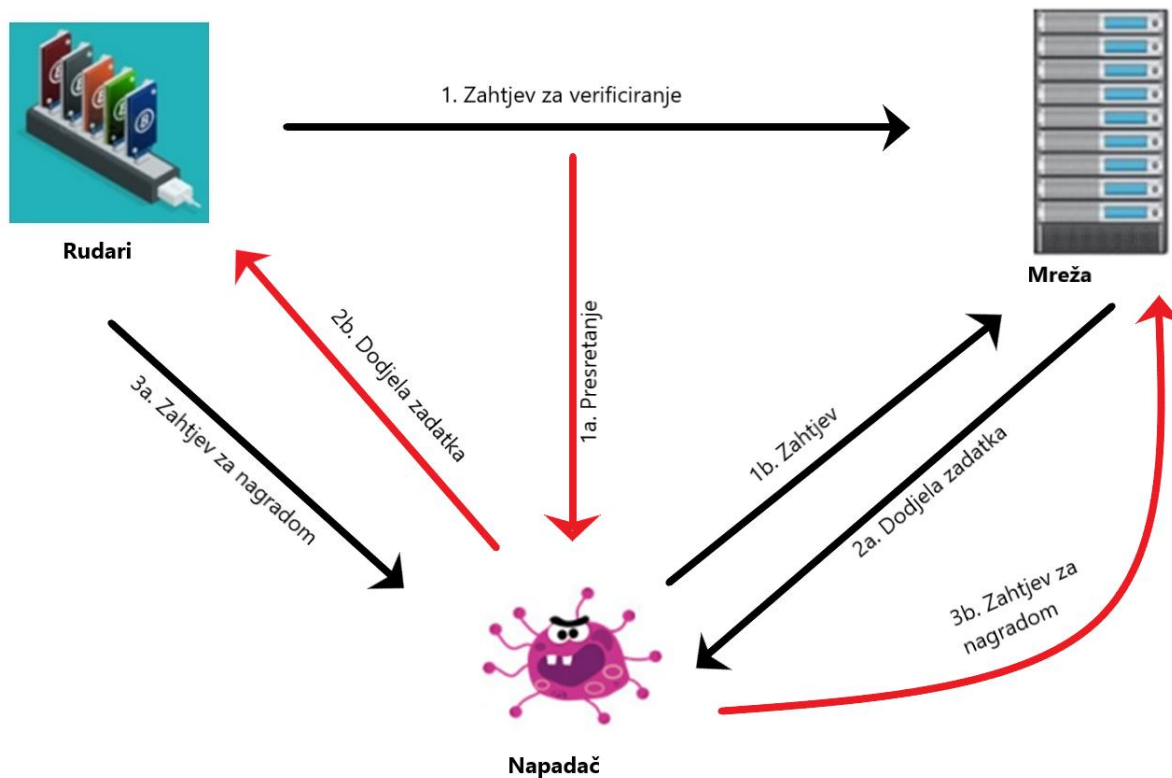 1. Zahtjev za verificiranje
Rudari
Mreža
1a. Presretanje
2b. Dodjela zadatka
3a. Zahtjev za nagradom
1b. Zahtjev
2a. Dodjela zadatka
3b. Zahtjev za
nagradom
Napadač